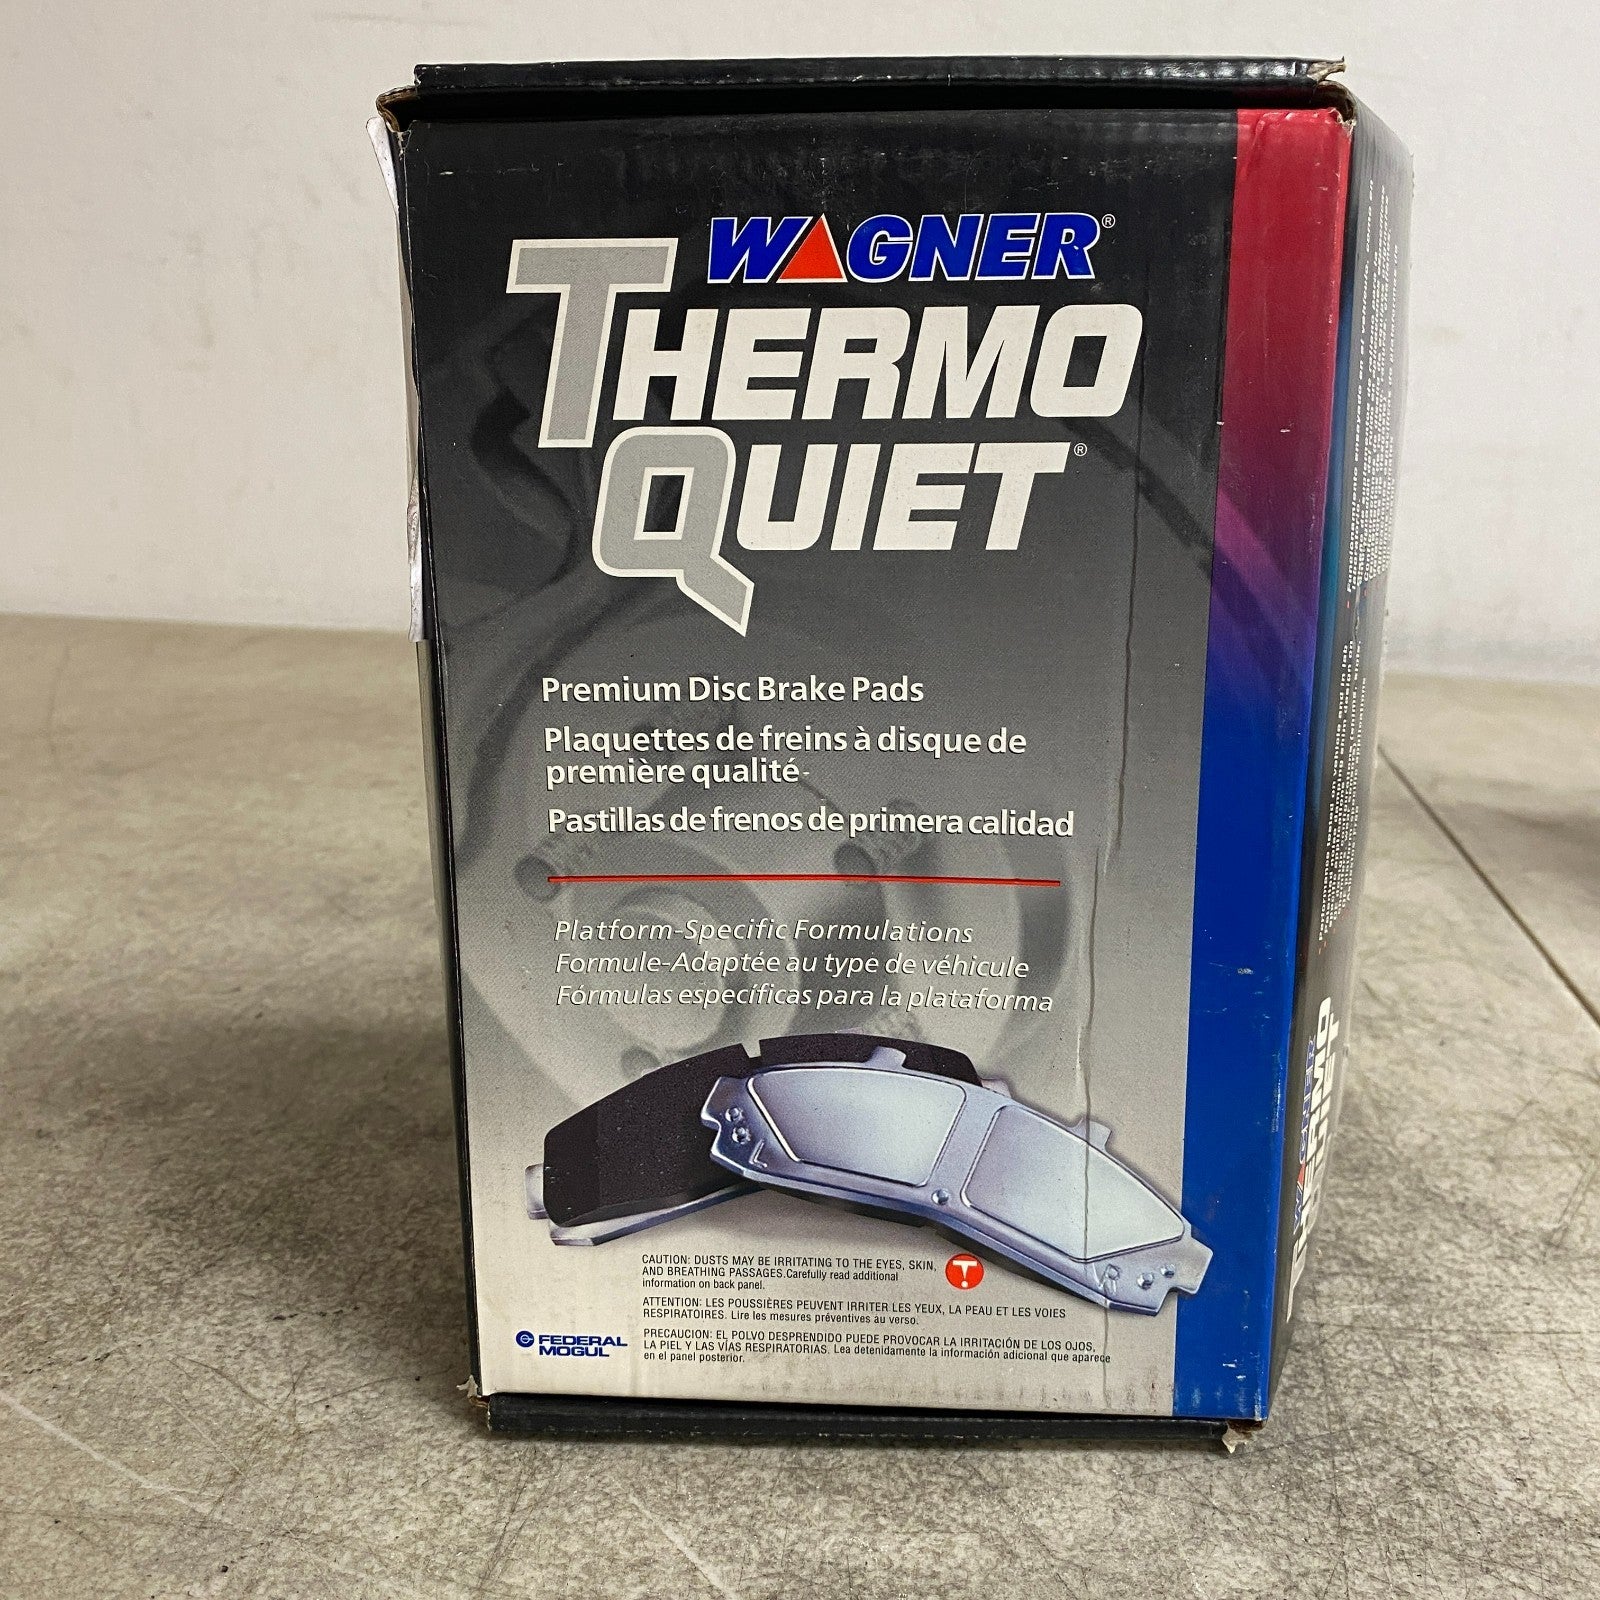 WAGNER®
THERMO
QUIET®
Premium Disc Brake Pads
Plaquettes de freins à disque de
première qualité
Pastillas de frenos de primera calidad
Platform-Specific Formulations
Formule-Adaptée au type de véhicule
Fórmulas específicas para la plataforma
CAUTION: DUSTS MAY BE IRRITATING TO THE EYES, SKIN,
AND BREATHING PASSAGES. Carefully read additional
information on back panel.
ATTENTION: LES POUSSIÈRES PEUVENT IRRITER LES YEUX, LA PEAU ET LES VOIES
RESPIRATOIRES. Lire les mesures préventives au verso.
PRECAUCION: EL POLVO DESPRENDIDO PUEDE PROVOCAR LA IRRITACIÓN DE LOS OJOS,
LA PIEL Y LAS VÍAS RESPIRATORIAS. Lea detenidamente la información adicional que aparece
en el panel posterior.
FEDERAL
MOGUL
WAGNER
THERMO
QUIET